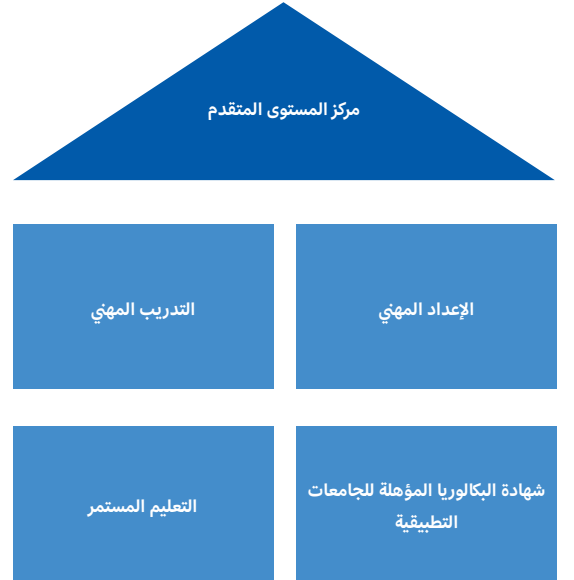 مركز المستوى المتقدم
الإعداد المهني
التدريب المهني
شهادة البكالوريا المؤهلة للجامعات
التطبيقية
التعليم المستمر